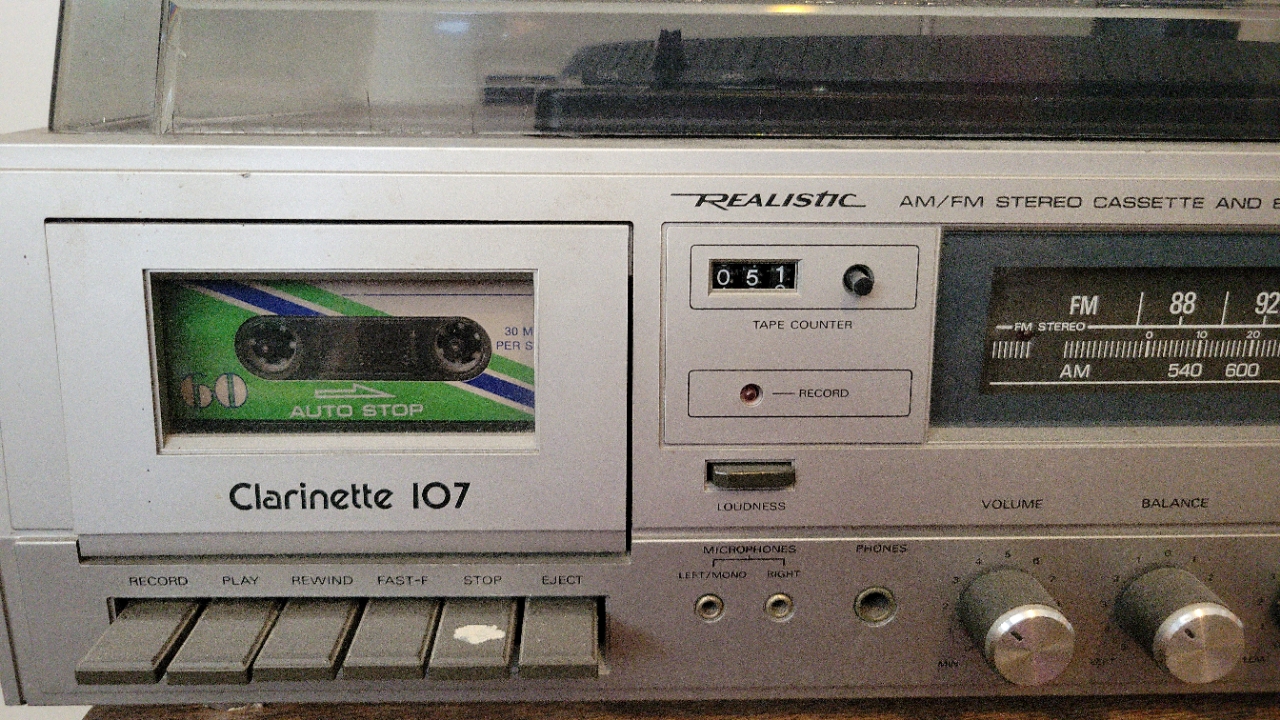 REALISTIC AM/FM STEREO CASSETTE AND
051
TAPE COUNTER
RECORD
LOUDNESS
FM 88 92
FM STEREO
0 10 20
AM 540 600
30 M
PER S
60
AUTO STOP
Clarinette 107
RECORD PLAY REWIND FAST-F STOP EJECT
MICROPHONES
LEFT/MONO RIGHT
PHONES
VOLUME
BALANCE